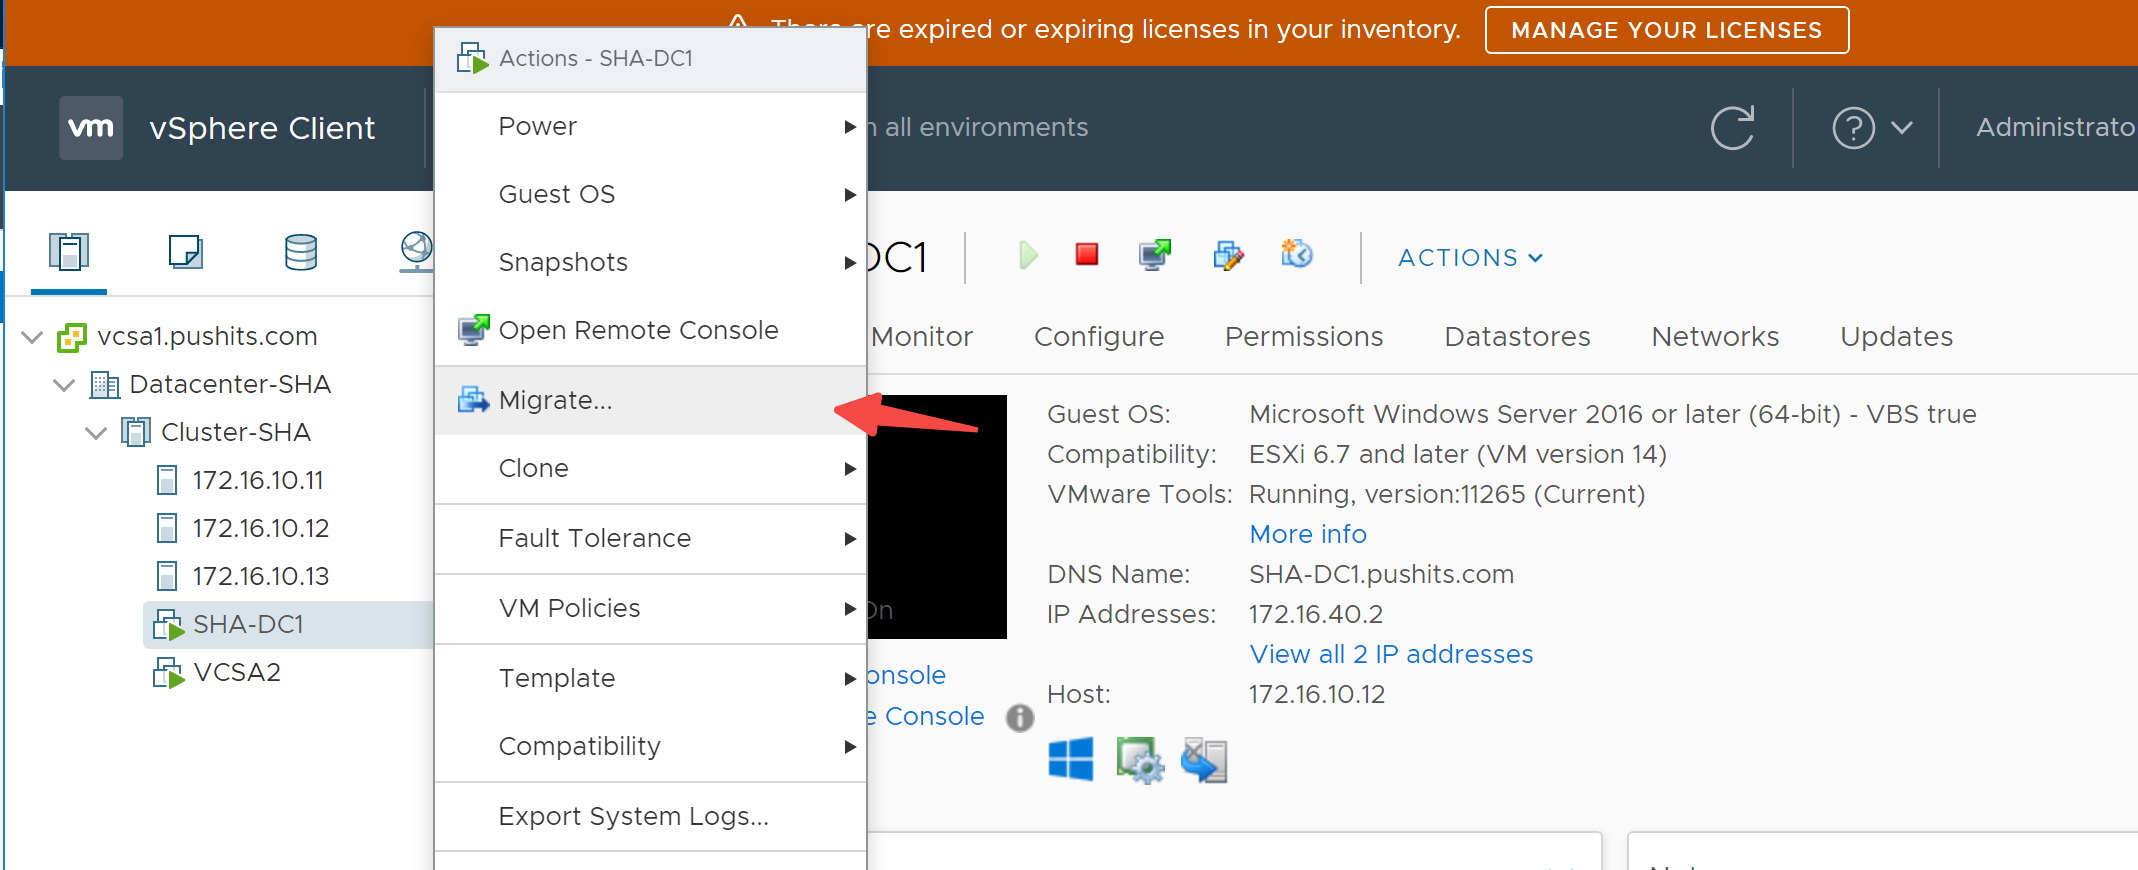 There are expired or expiring licenses in your inventory.
MANAGE YOUR LICENSES
vm
vSphere Client
all environments
Administrato
Actions - SHA-DC1
Power
Guest OS
Snapshots
Open Remote Console
Migrate...
Clone
Fault Tolerance
VM Policies
Template
Compatibility
Export System Logs...
vcsa1.pushits.com
Datacenter-SHA
Cluster-SHA
172.16.10.11
172.16.10.12
172.16.10.13
SHA-DC1
VCSA2
DC1
ACTIONS
Monitor
Configure
Permissions
Datastores
Networks
Updates
On
onsole
e Console
Guest OS: Microsoft Windows Server 2016 or later (64-bit) - VBS true
Compatibility: ESXi 6.7 and later (VM version 14)
VMware Tools: Running, version:11265 (Current)
More info
DNS Name: SHA-DC1.pushits.com
IP Addresses: 172.16.40.2
View all 2 IP addresses
Host: 172.16.10.12